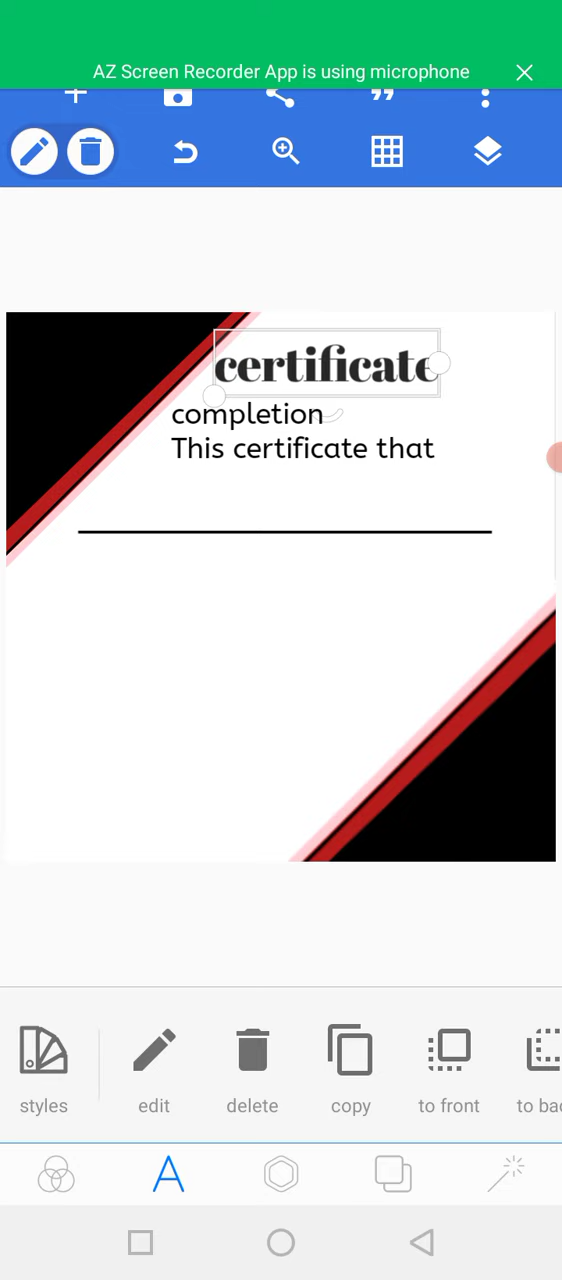 AZ Screen Recorder App is using microphone
certificate
completion
This certificate that
styles
edit
delete
copy
to front
to ba